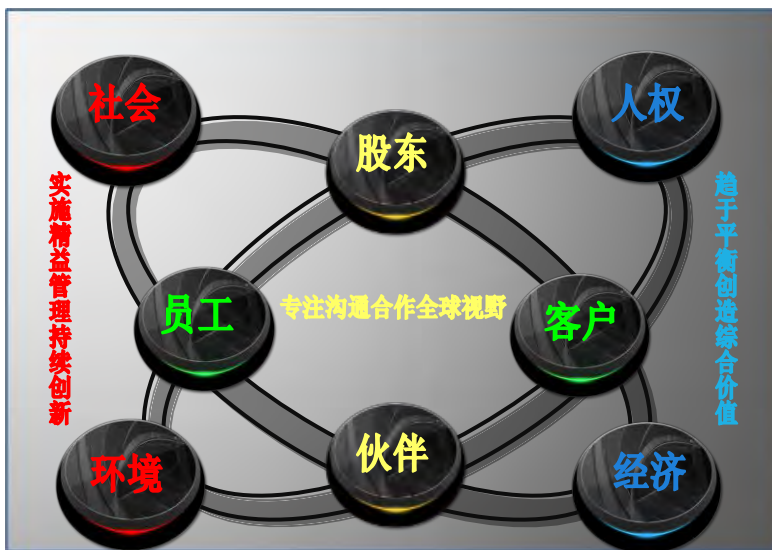 社会
人权
股东
实施精益管理持续创新
趋于平衡创造综合价值
员工
专注沟通合作全球视野
客户
伙伴
环境
经济